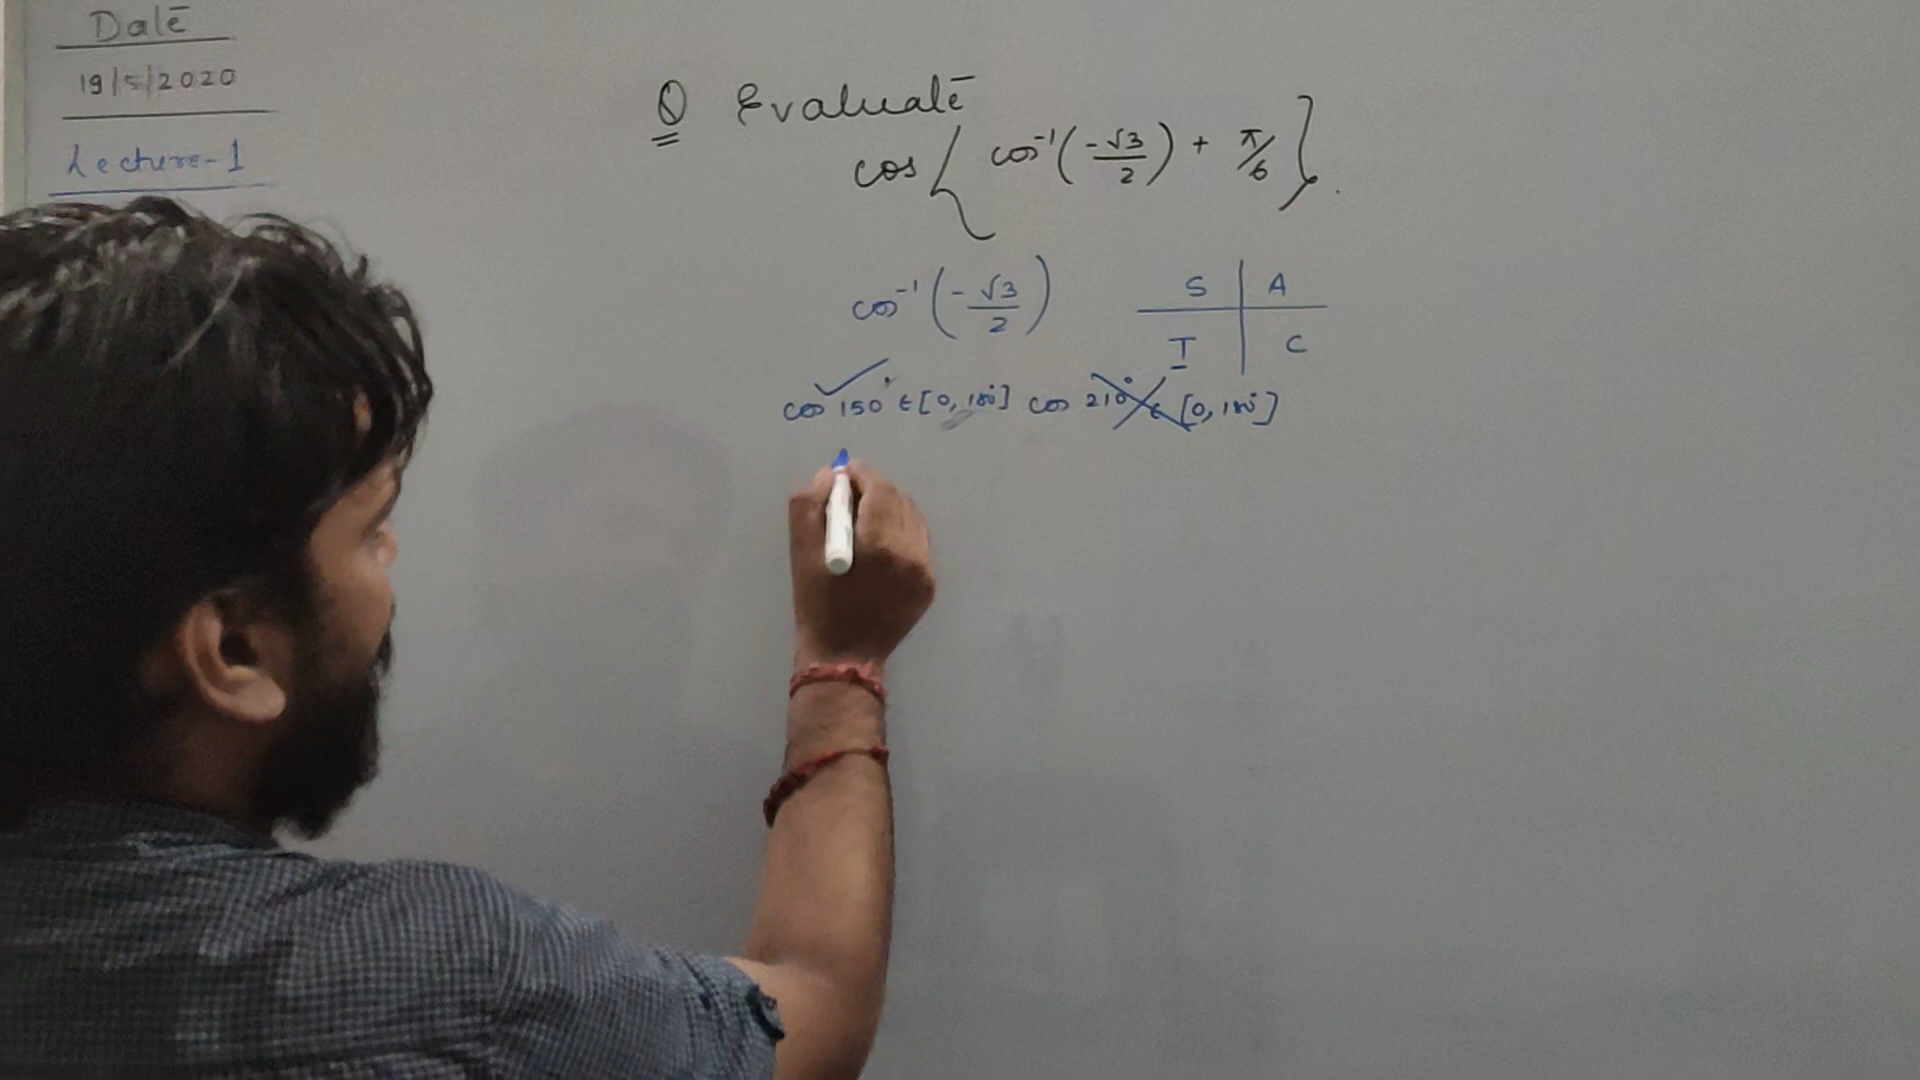 Date
19/5/2020
Lecture-1
Q Evaluate
cos { cos⁻¹(-√3/2) + π/6 }.
cos⁻¹(-√3/2)
S A
T C
cos 150° ∈ [0, 180°] cos 210° ∈ [0, 180°]